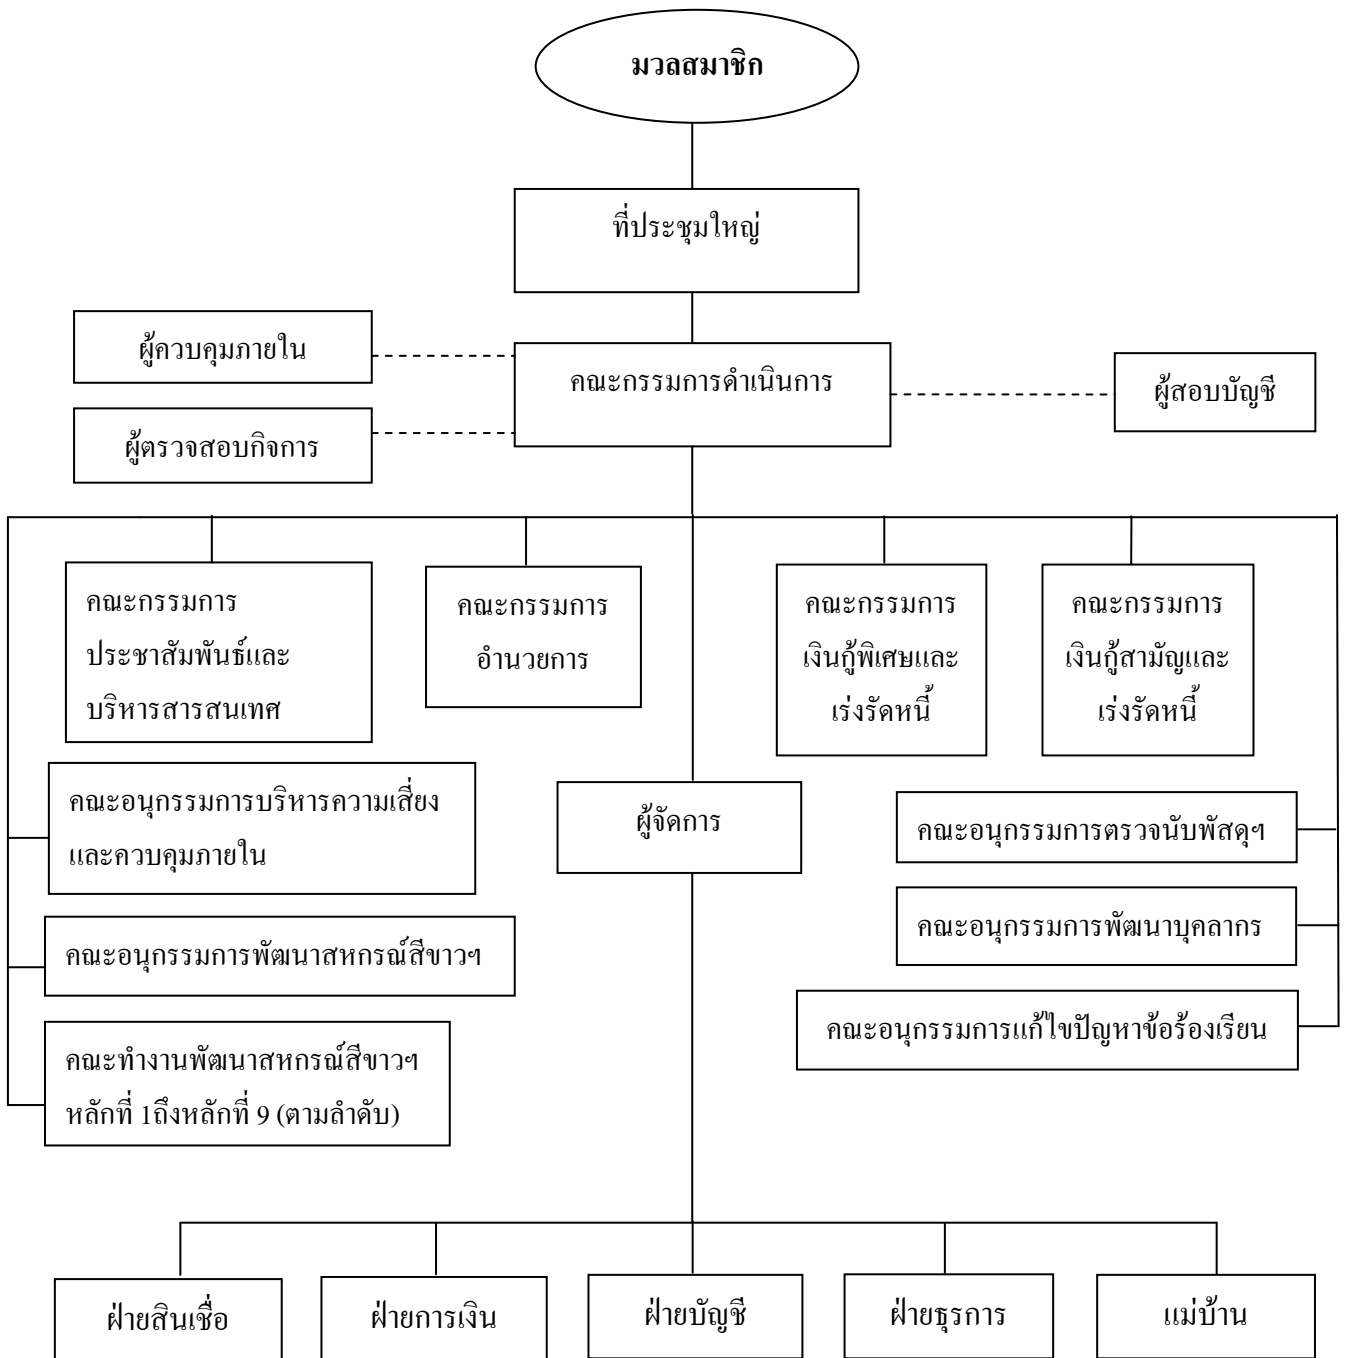 มวลสมาชิก
ที่ประชุมใหญ่
ผู้ควบคุมภายใน
คณะกรรมการดำเนินการ
ผู้สอบบัญชี
ผู้ตรวจสอบกิจการ
คณะกรรมการ
ประชาสัมพันธ์และ
บริหารสารสนเทศ
คณะกรรมการ
อำนวยการ
คณะกรรมการ
เงินกู้พิเศษและ
เร่งรัดหนี้
คณะกรรมการ
เงินกู้สามัญและ
เร่งรัดหนี้
คณะอนุกรรมการบริหารความเสี่ยง
และควบคุมภายใน
ผู้จัดการ
คณะอนุกรรมการตรวจนับพัสดุฯ
คณะอนุกรรมการพัฒนาสหกรณ์สีขาวฯ
คณะอนุกรรมการพัฒนาบุคลากร
คณะอนุกรรมการแก้ไขปัญหาข้อร้องเรียน
คณะทำงานพัฒนาสหกรณ์สีขาวฯ
หลักที่ 1ถึงหลักที่ 9 (ตามลำดับ)
ฝ่ายสินเชื่อ
ฝ่ายการเงิน
ฝ่ายบัญชี
ฝ่ายธุรการ
แม่บ้าน